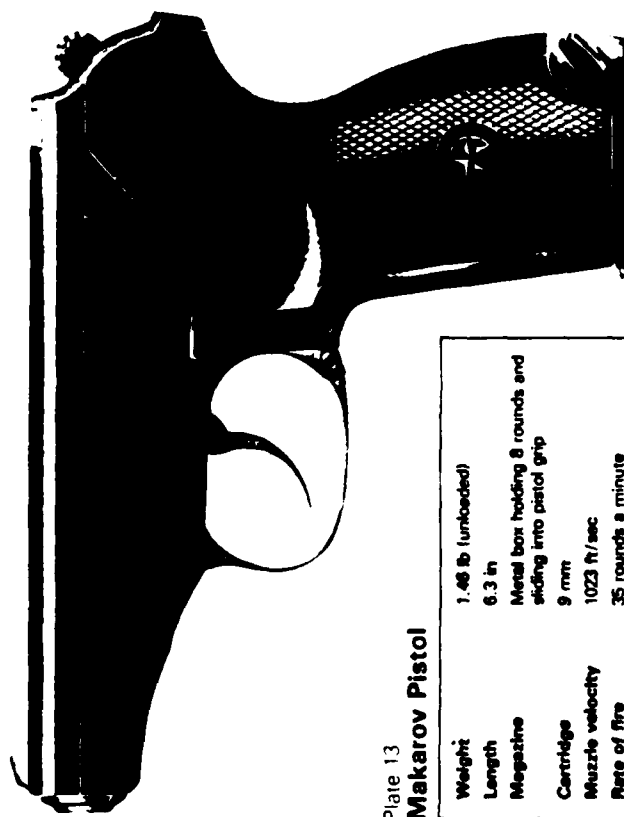 Plate 13
Makarov Pistol
Weight 1.46 lb (unloaded)
Length 6.3 in
Magazine Metal box holding 8 rounds and
sliding into pistol grip
Cartridge 9 mm
Muzzle velocity 1023 ft/sec
Rate of fire 35 rounds a minute